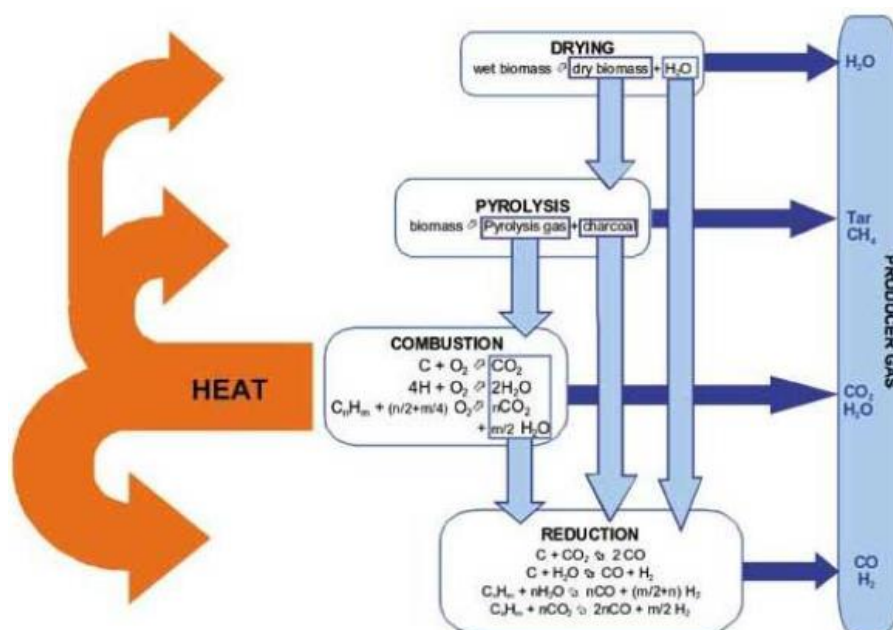 DRYING
wet biomass ⇗ dry biomass + H₂O
H₂O
PYROLYSIS
biomass ⇗ Pyrolysis gas + charcoal
Tar
CH₄
PRODUCER GAS
HEAT
COMBUSTION
C + O₂ ⇗ CO₂
4H + O₂ ⇗ 2H₂O
CₙHₘ + (n/2+m/4) O₂ ⇗ nCO₂
+ m/2 H₂O
CO₂
H₂O
REDUCTION
C + CO₂ ⇘ 2 CO
C + H₂O ⇘ CO + H₂
CₙHₘ + nH₂O ⇘ nCO + (m/2+n) H₂
CₙHₘ + nCO₂ ⇘ 2nCO + m/2 H₂
CO
H₂